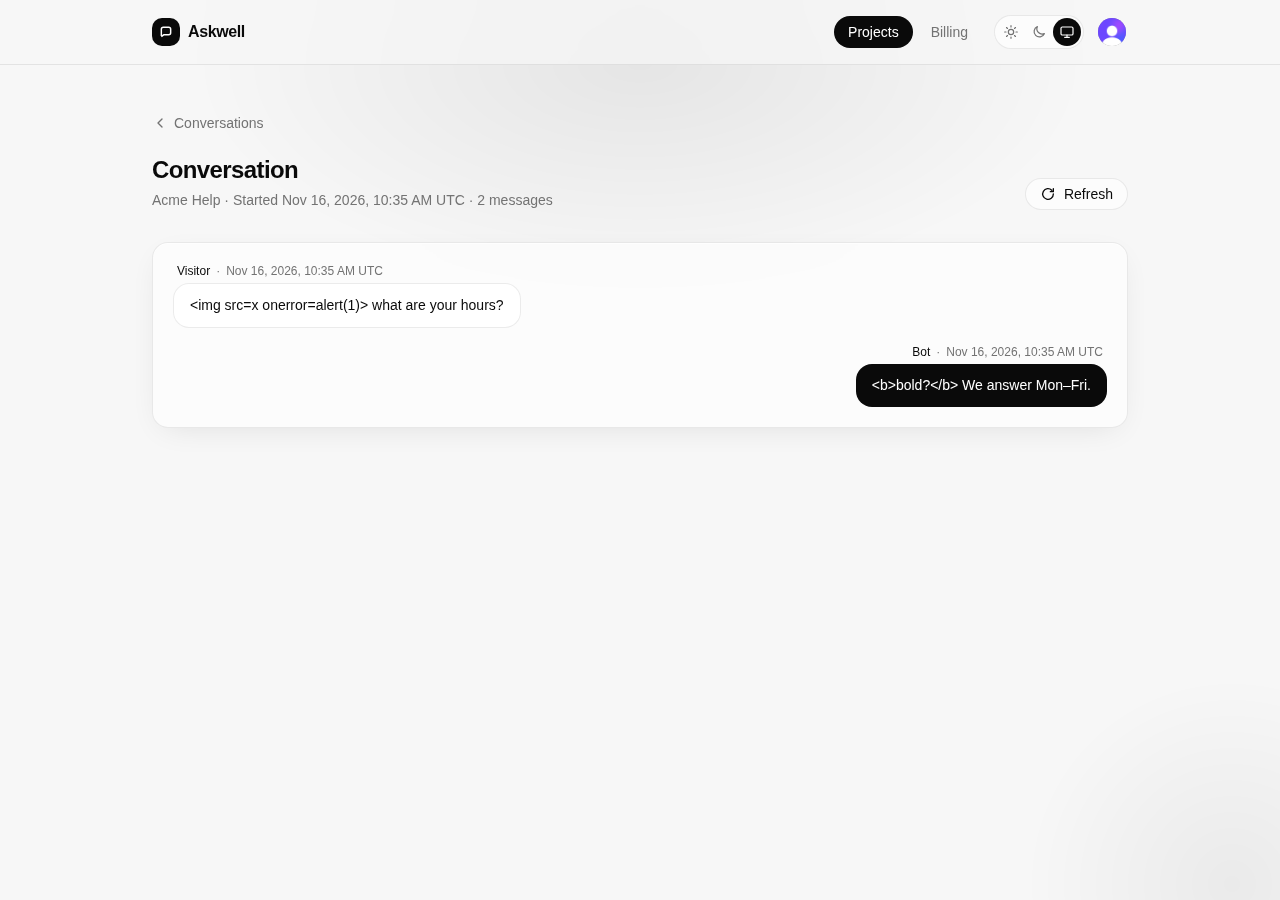 Askwell
Projects
Billing
Conversations
Conversation
Acme Help · Started Nov 16, 2026, 10:35 AM UTC · 2 messages
Refresh
Visitor · Nov 16, 2026, 10:35 AM UTC
<img src=x onerror=alert(1)> what are your hours?
Bot · Nov 16, 2026, 10:35 AM UTC
<b>bold?</b> We answer Mon–Fri.